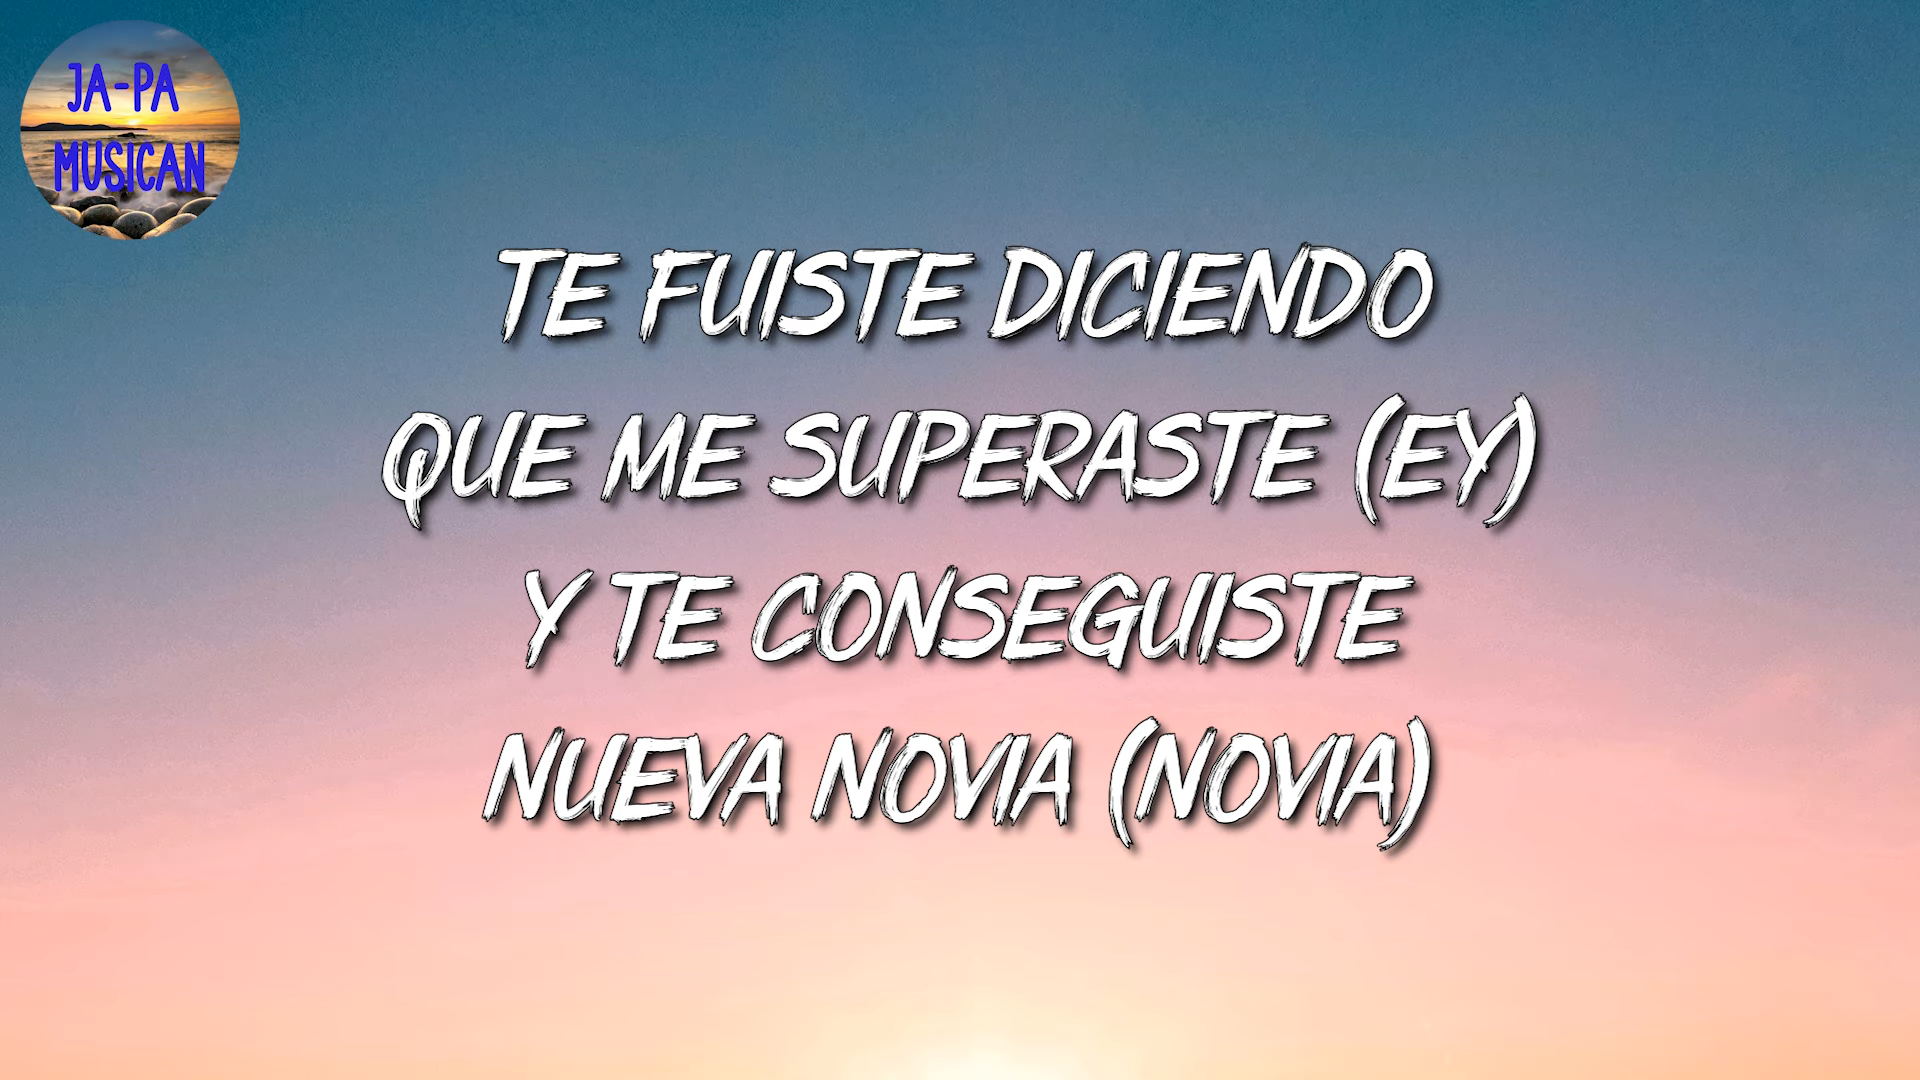 JA-PA
MUSICAN
TE FUISTE DICIENDO
QUE ME SUPERASTE (EY)
Y TE CONSEGUISTE
NUEVA NOVIA (NOVIA)